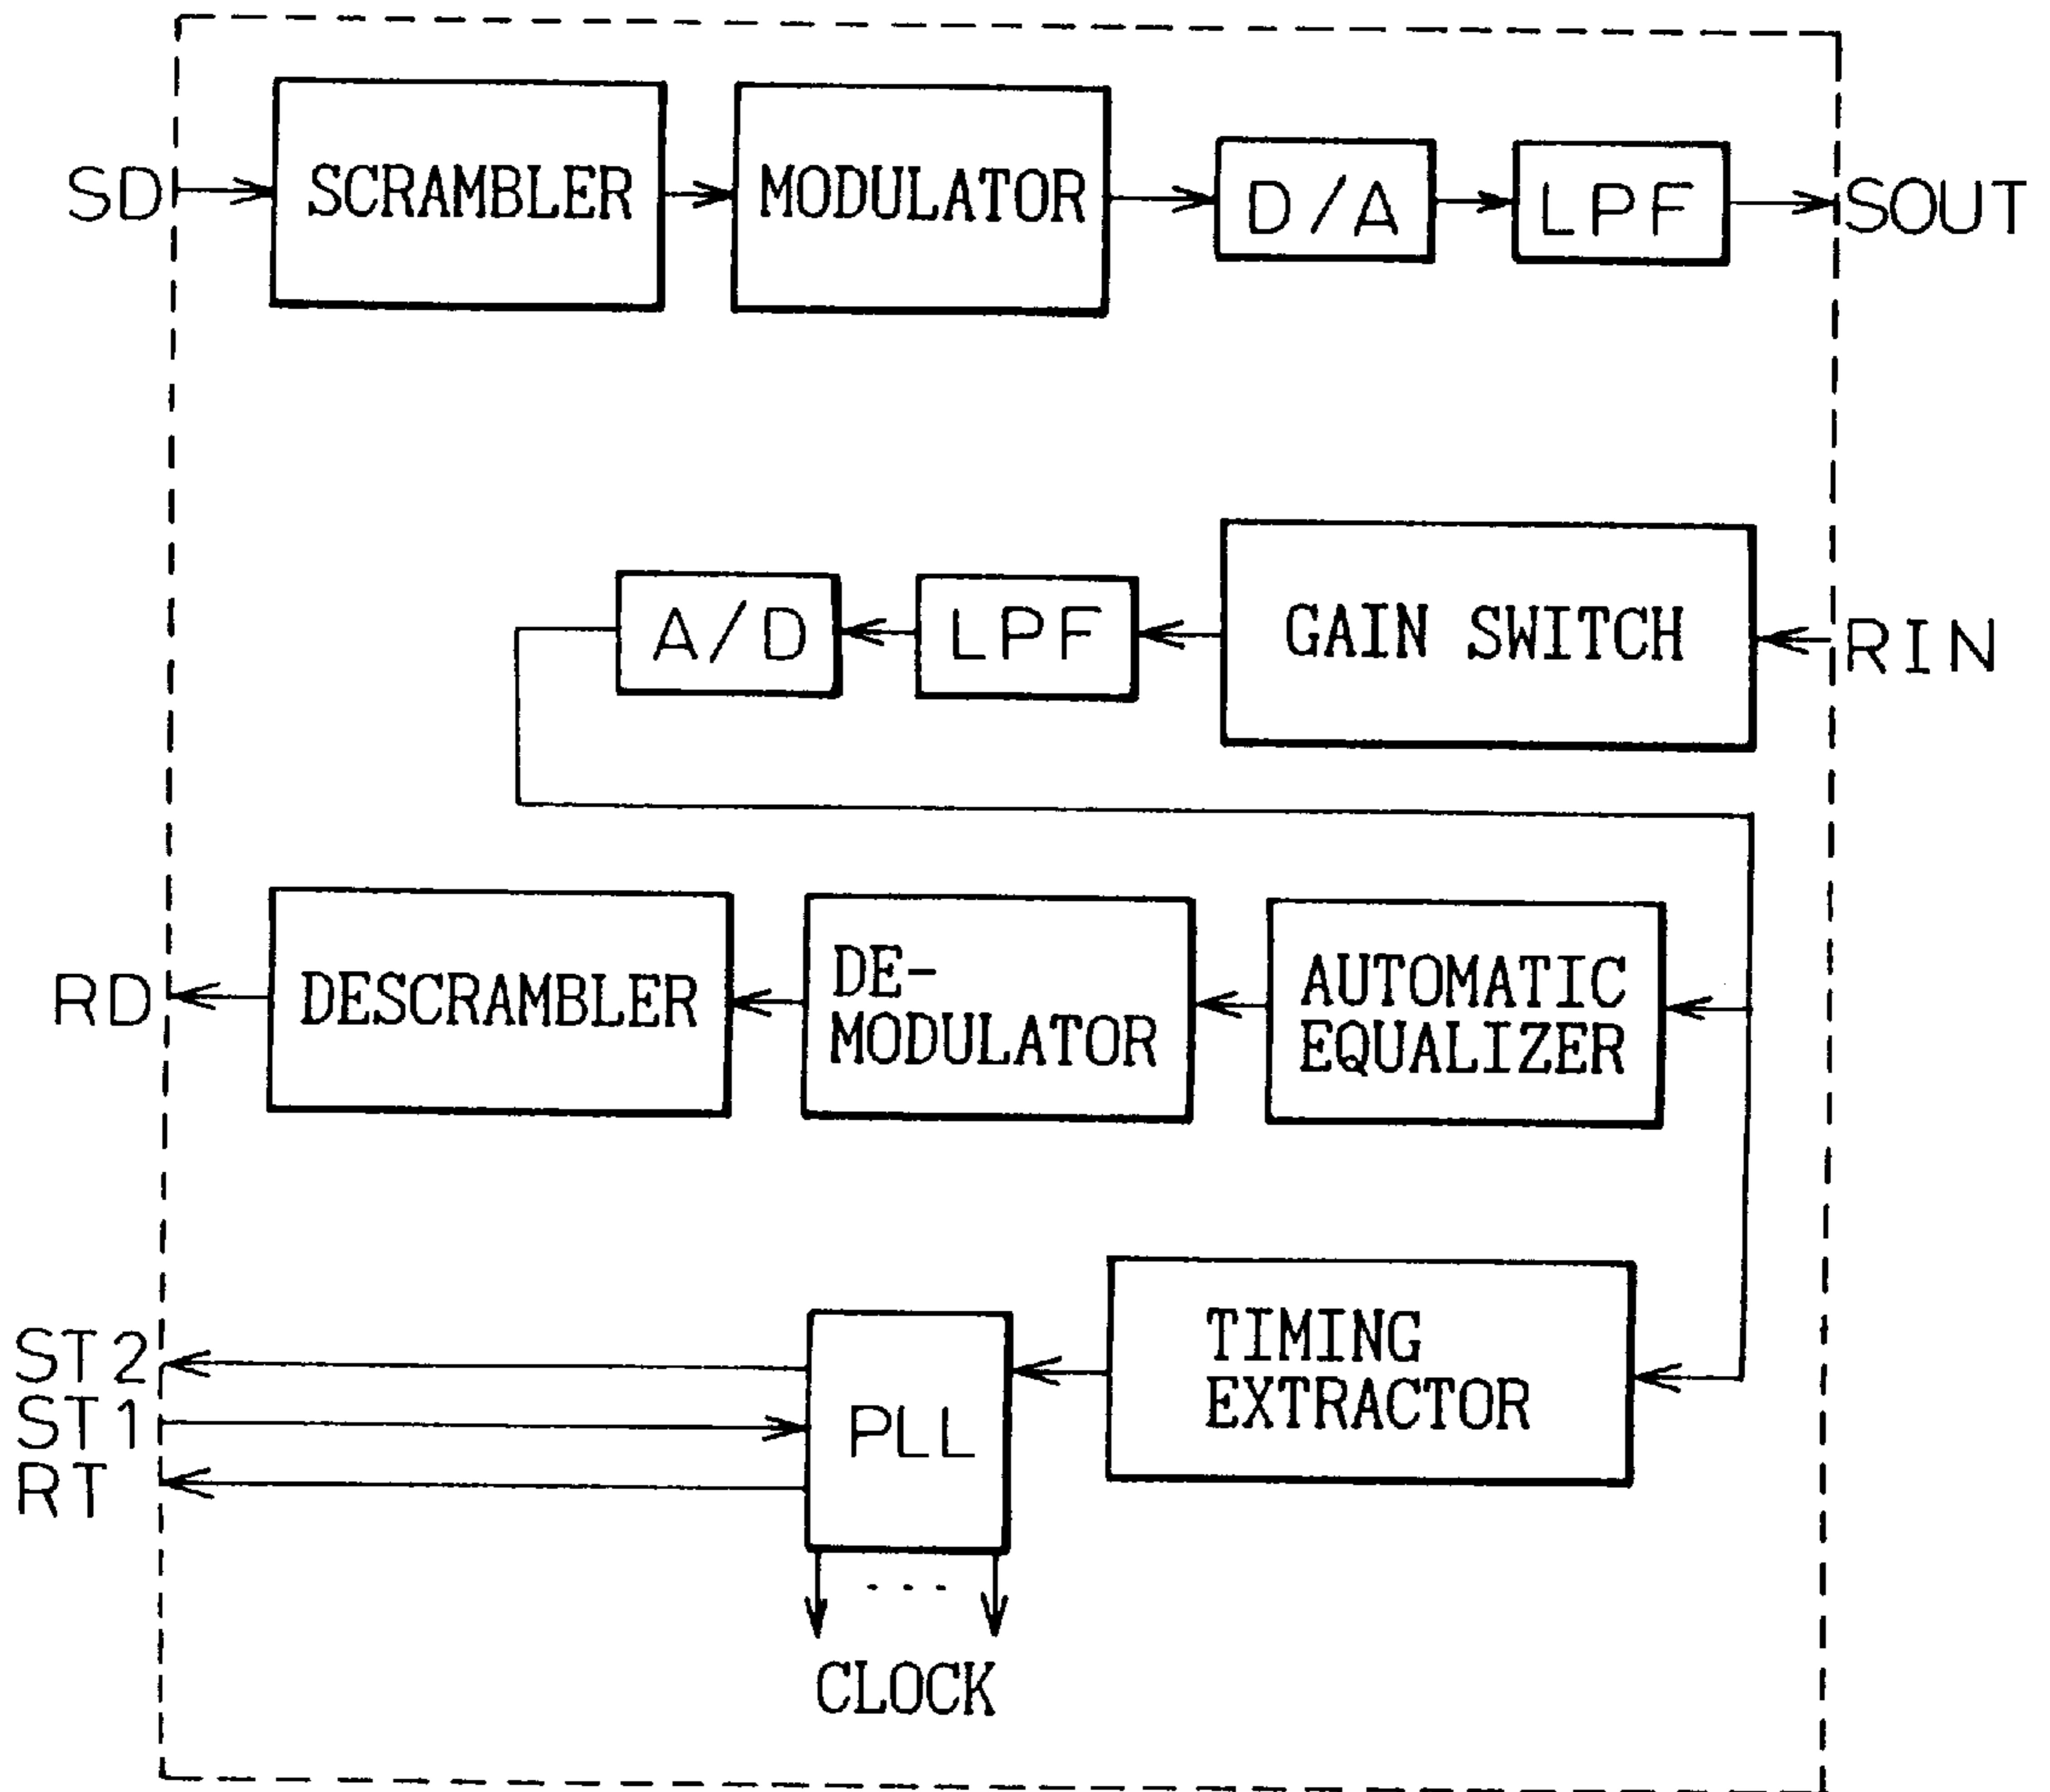 SD
SCRAMBLER
MODULATOR
D/A
LPF
SOUT
A/D
LPF
GAIN SWITCH
RIN
RD
DESCRAMBLER
DE-
MODULATOR
AUTOMATIC
EQUALIZER
ST2
ST1
RT
PLL
TIMING
EXTRACTOR
...
CLOCK